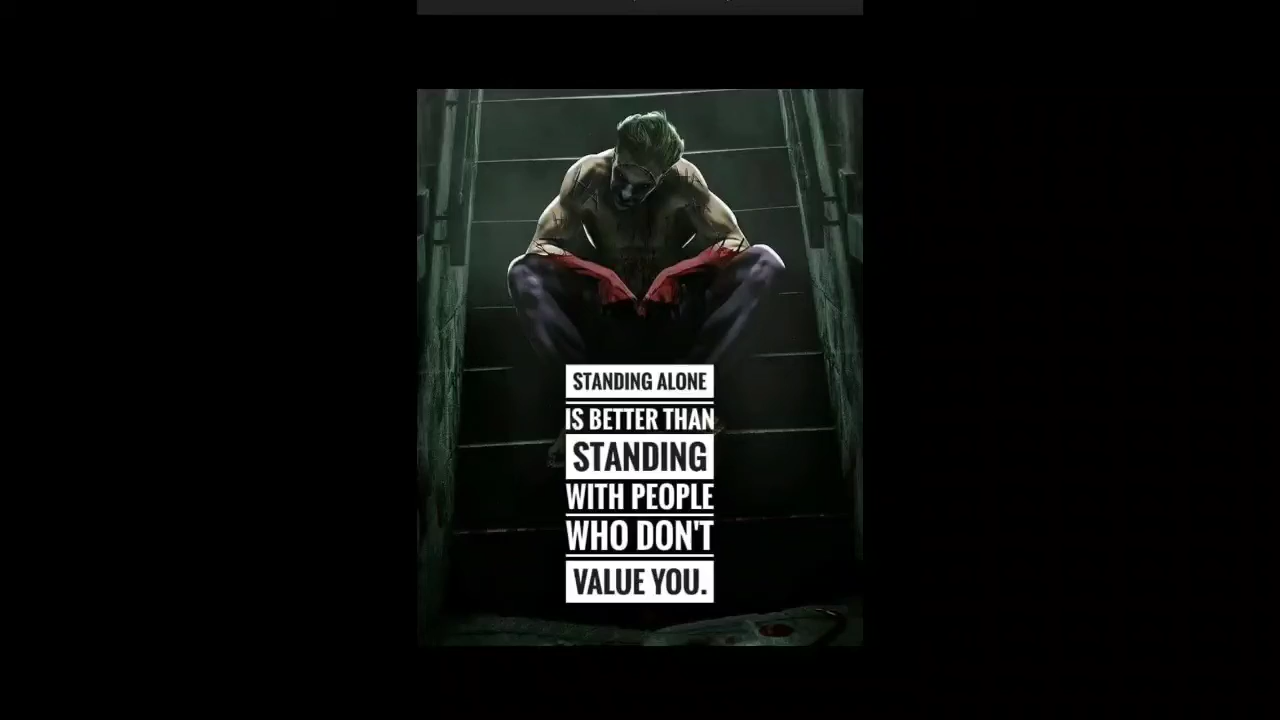 STANDING ALONE
IS BETTER THAN
STANDING
WITH PEOPLE
WHO DON'T
VALUE YOU.